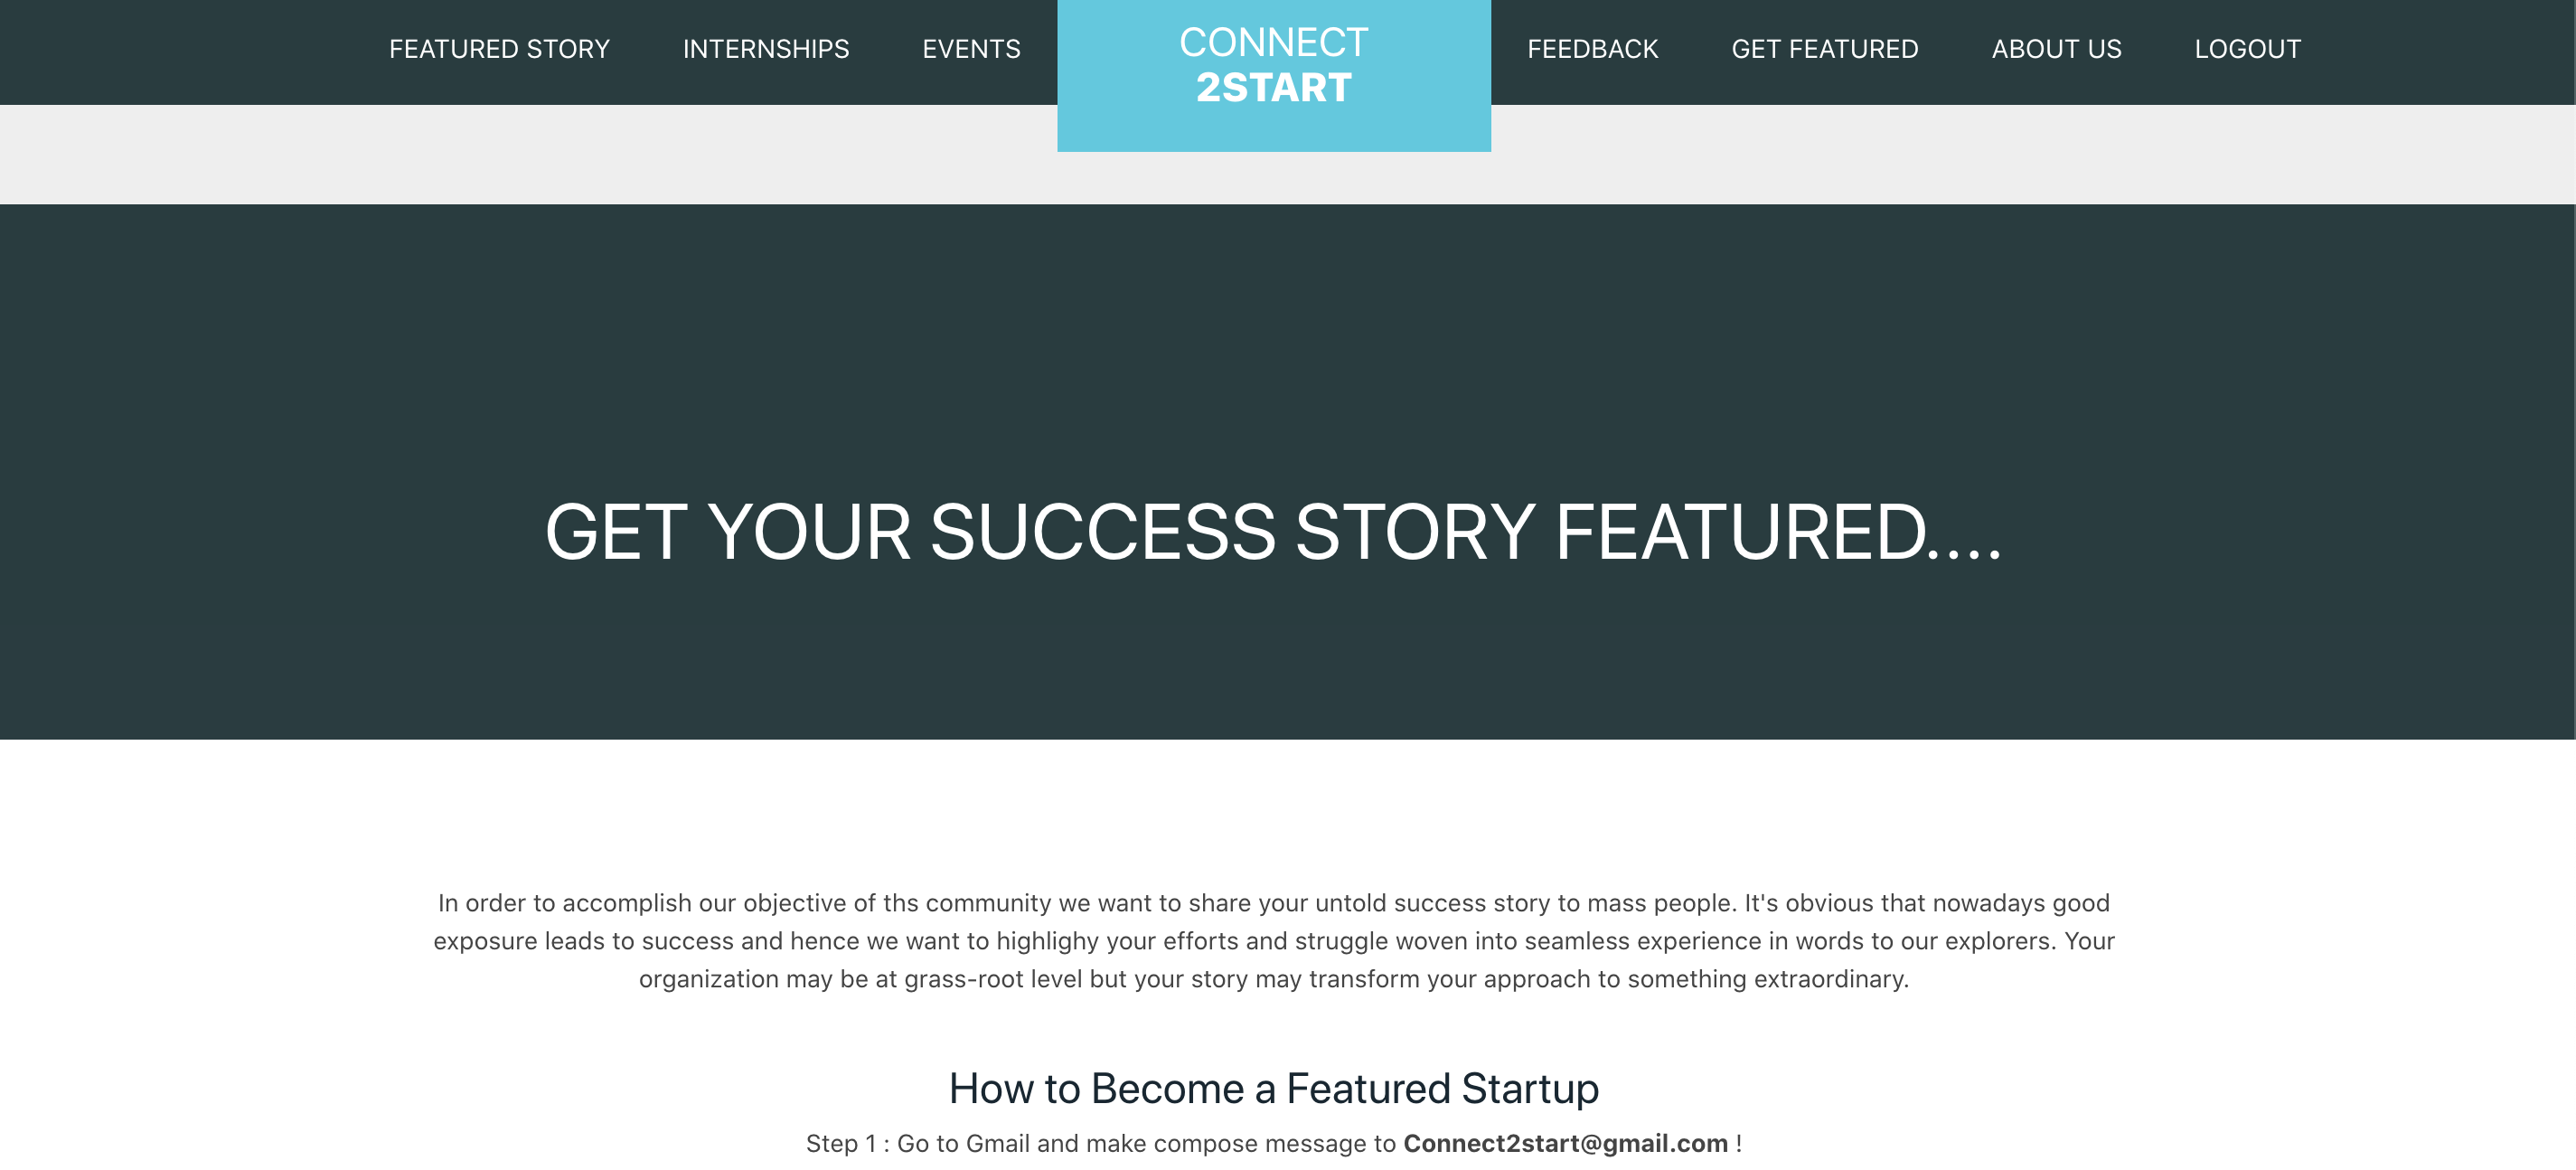 FEATURED STORY INTERNSHIPS EVENTS CONNECT 2START FEEDBACK GET FEATURED ABOUT US LOGOUT
GET YOUR SUCCESS STORY FEATURED....
In order to accomplish our objective of ths community we want to share your untold success story to mass people. It's obvious that nowadays good
exposure leads to success and hence we want to highlighy your efforts and struggle woven into seamless experience in words to our explorers. Your
organization may be at grass-root level but your story may transform your approach to something extraordinary.
How to Become a Featured Startup
Step 1 : Go to Gmail and make compose message to Connect2start@gmail.com !